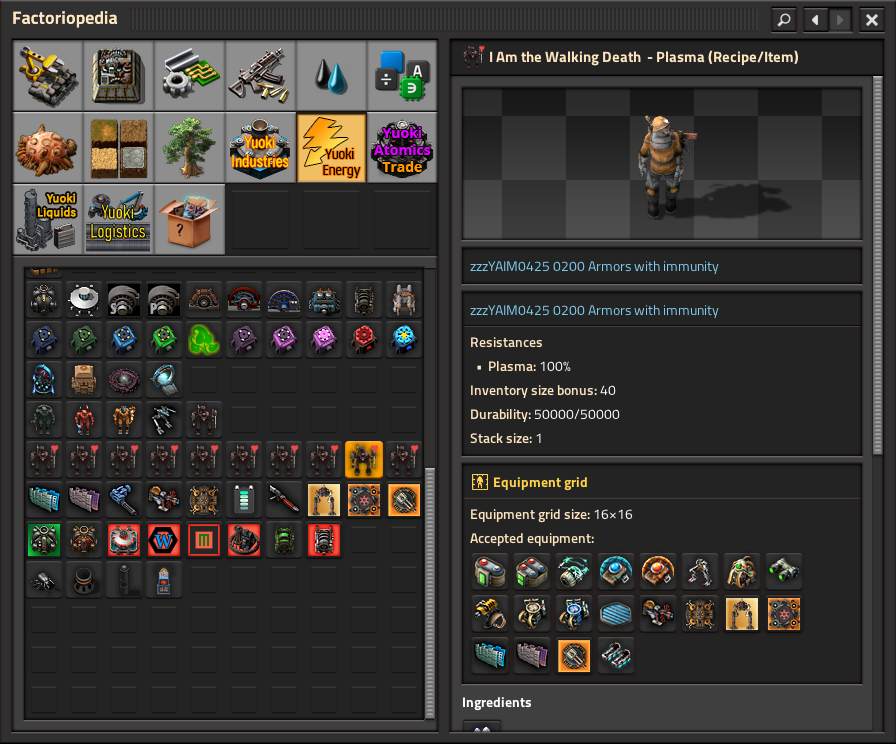 Factoriopedia
I Am the Walking Death - Plasma (Recipe/Item)
A
Yuoki
Industries
Yuoki
Energy
Yuoki
Atomics
Trade
Yuoki
Liquids
Yuoki
Logistics
?
S
P
W
zzzYAIM0425 0200 Armors with immunity
zzzYAIM0425 0200 Armors with immunity
Resistances
• Plasma: 100%
Inventory size bonus: 40
Durability: 50000/50000
Stack size: 1
Equipment grid
Equipment grid size: 16×16
Accepted equipment:
Ingredients